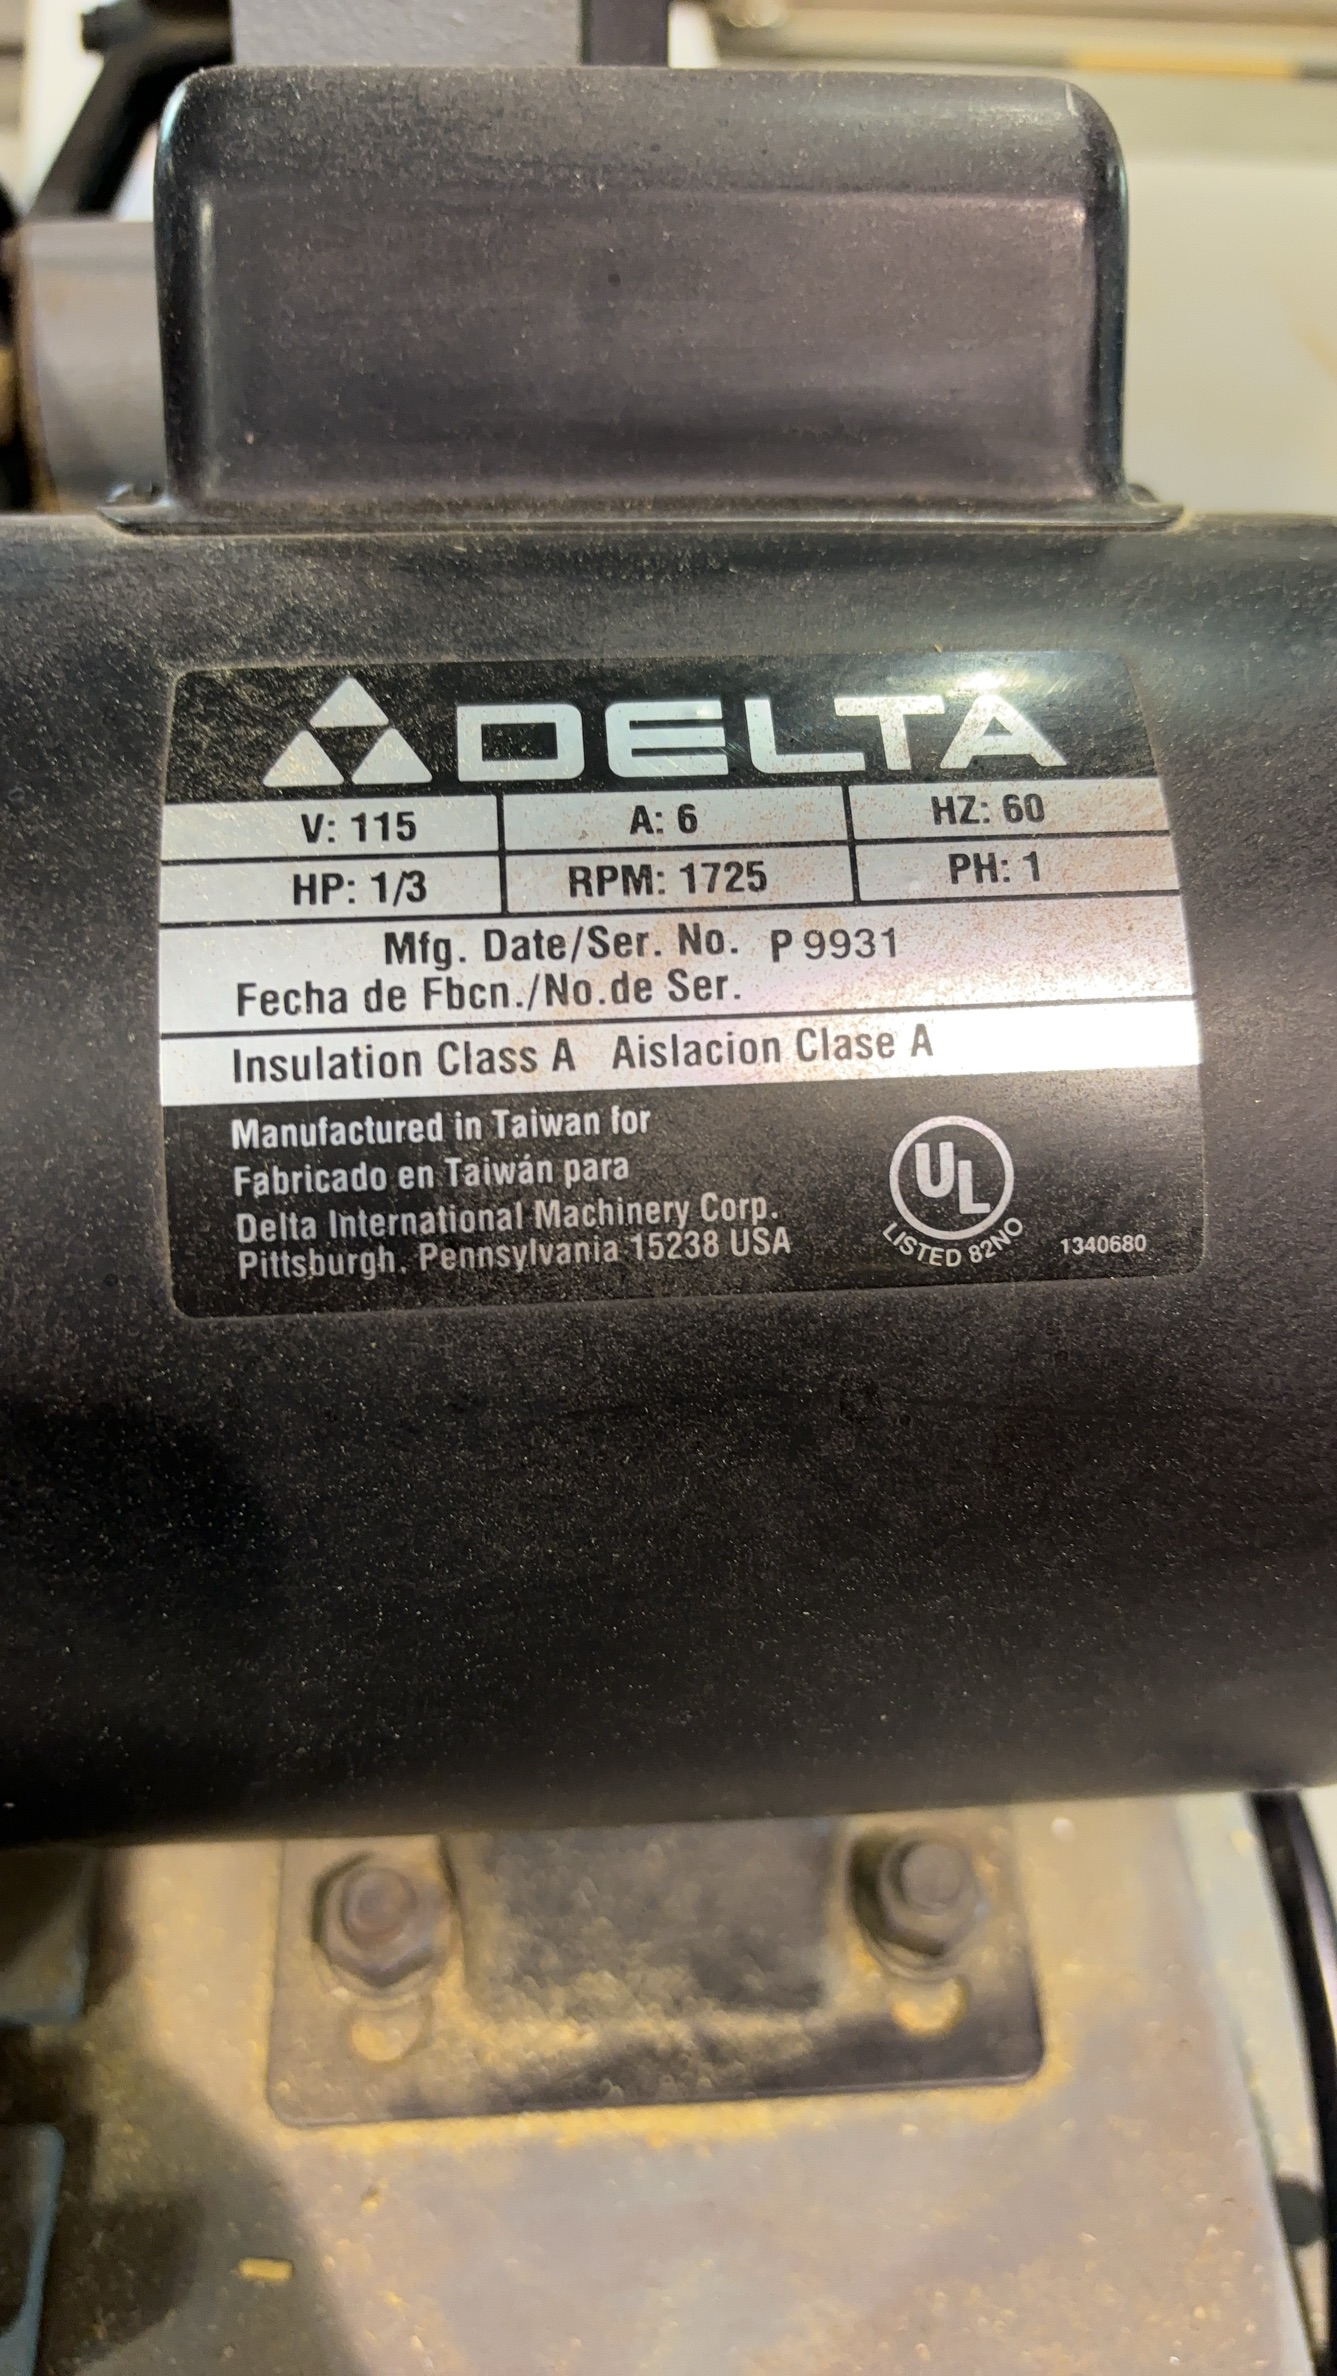 DELTA
V: 115 A: 6 HZ: 60
HP: 1/3 RPM: 1725 PH: 1
Mfg. Date/Ser. No. P 9931
Fecha de Fbcn./No.de Ser.
Insulation Class A Aislacion Clase A
Manufactured in Taiwan for
Fabricado en Taiwán para
Delta International Machinery Corp.
Pittsburgh, Pennsylvania 15238 USA
UL
LISTED 82NO
1340680